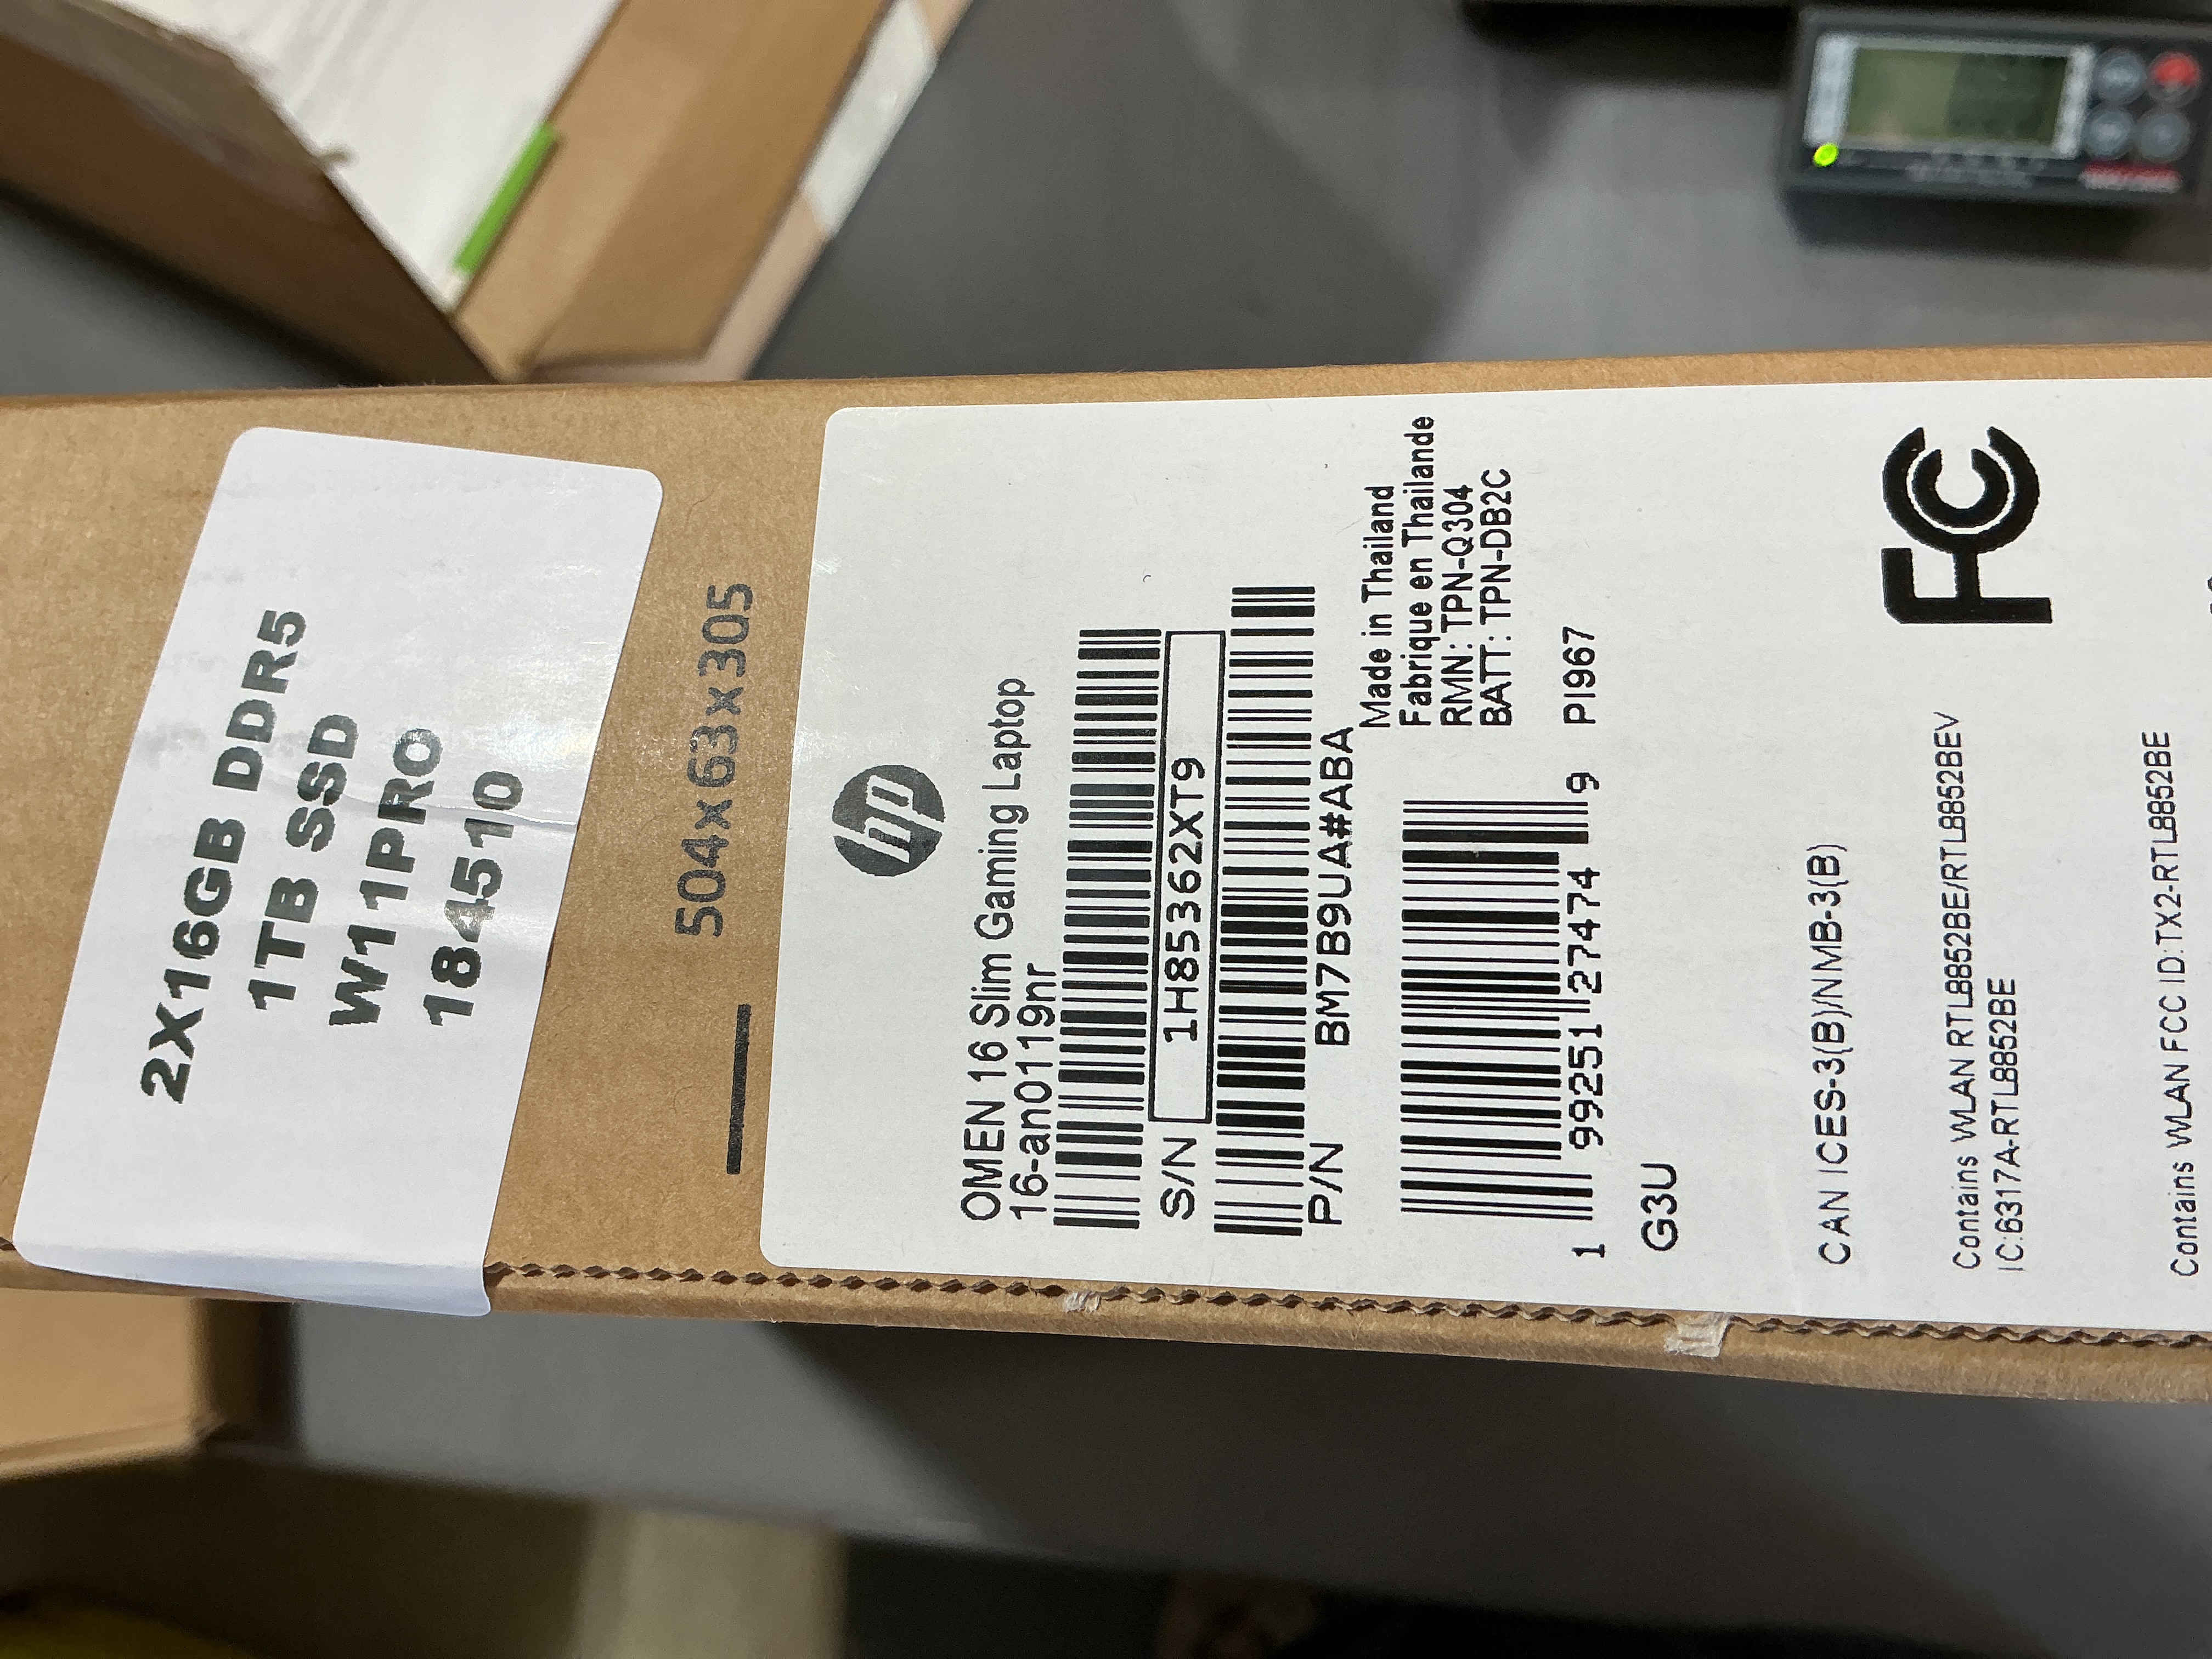 2X16GB DDR5
1TB SSD
W11PRO
184510
504x63x305
hp
OMEN 16 Slim Gaming Laptop
16-an0119nr
S/N 1H85362XT9
P/N BM7B9UA#ABA
Made in Thailand
Fabrique en Thailande
RMN: TPN-Q304
BATT: TPN-DB2C
1 99251 27474 9
PI967
G3U
CAN ICES-3(B)/NMB-3(B)
FC
Contains WLAN RTL8852BE/RTL8852BEV
IC:6317A-RTL8852BE
Contains WLAN FCC ID:TX2-RTL8852BE